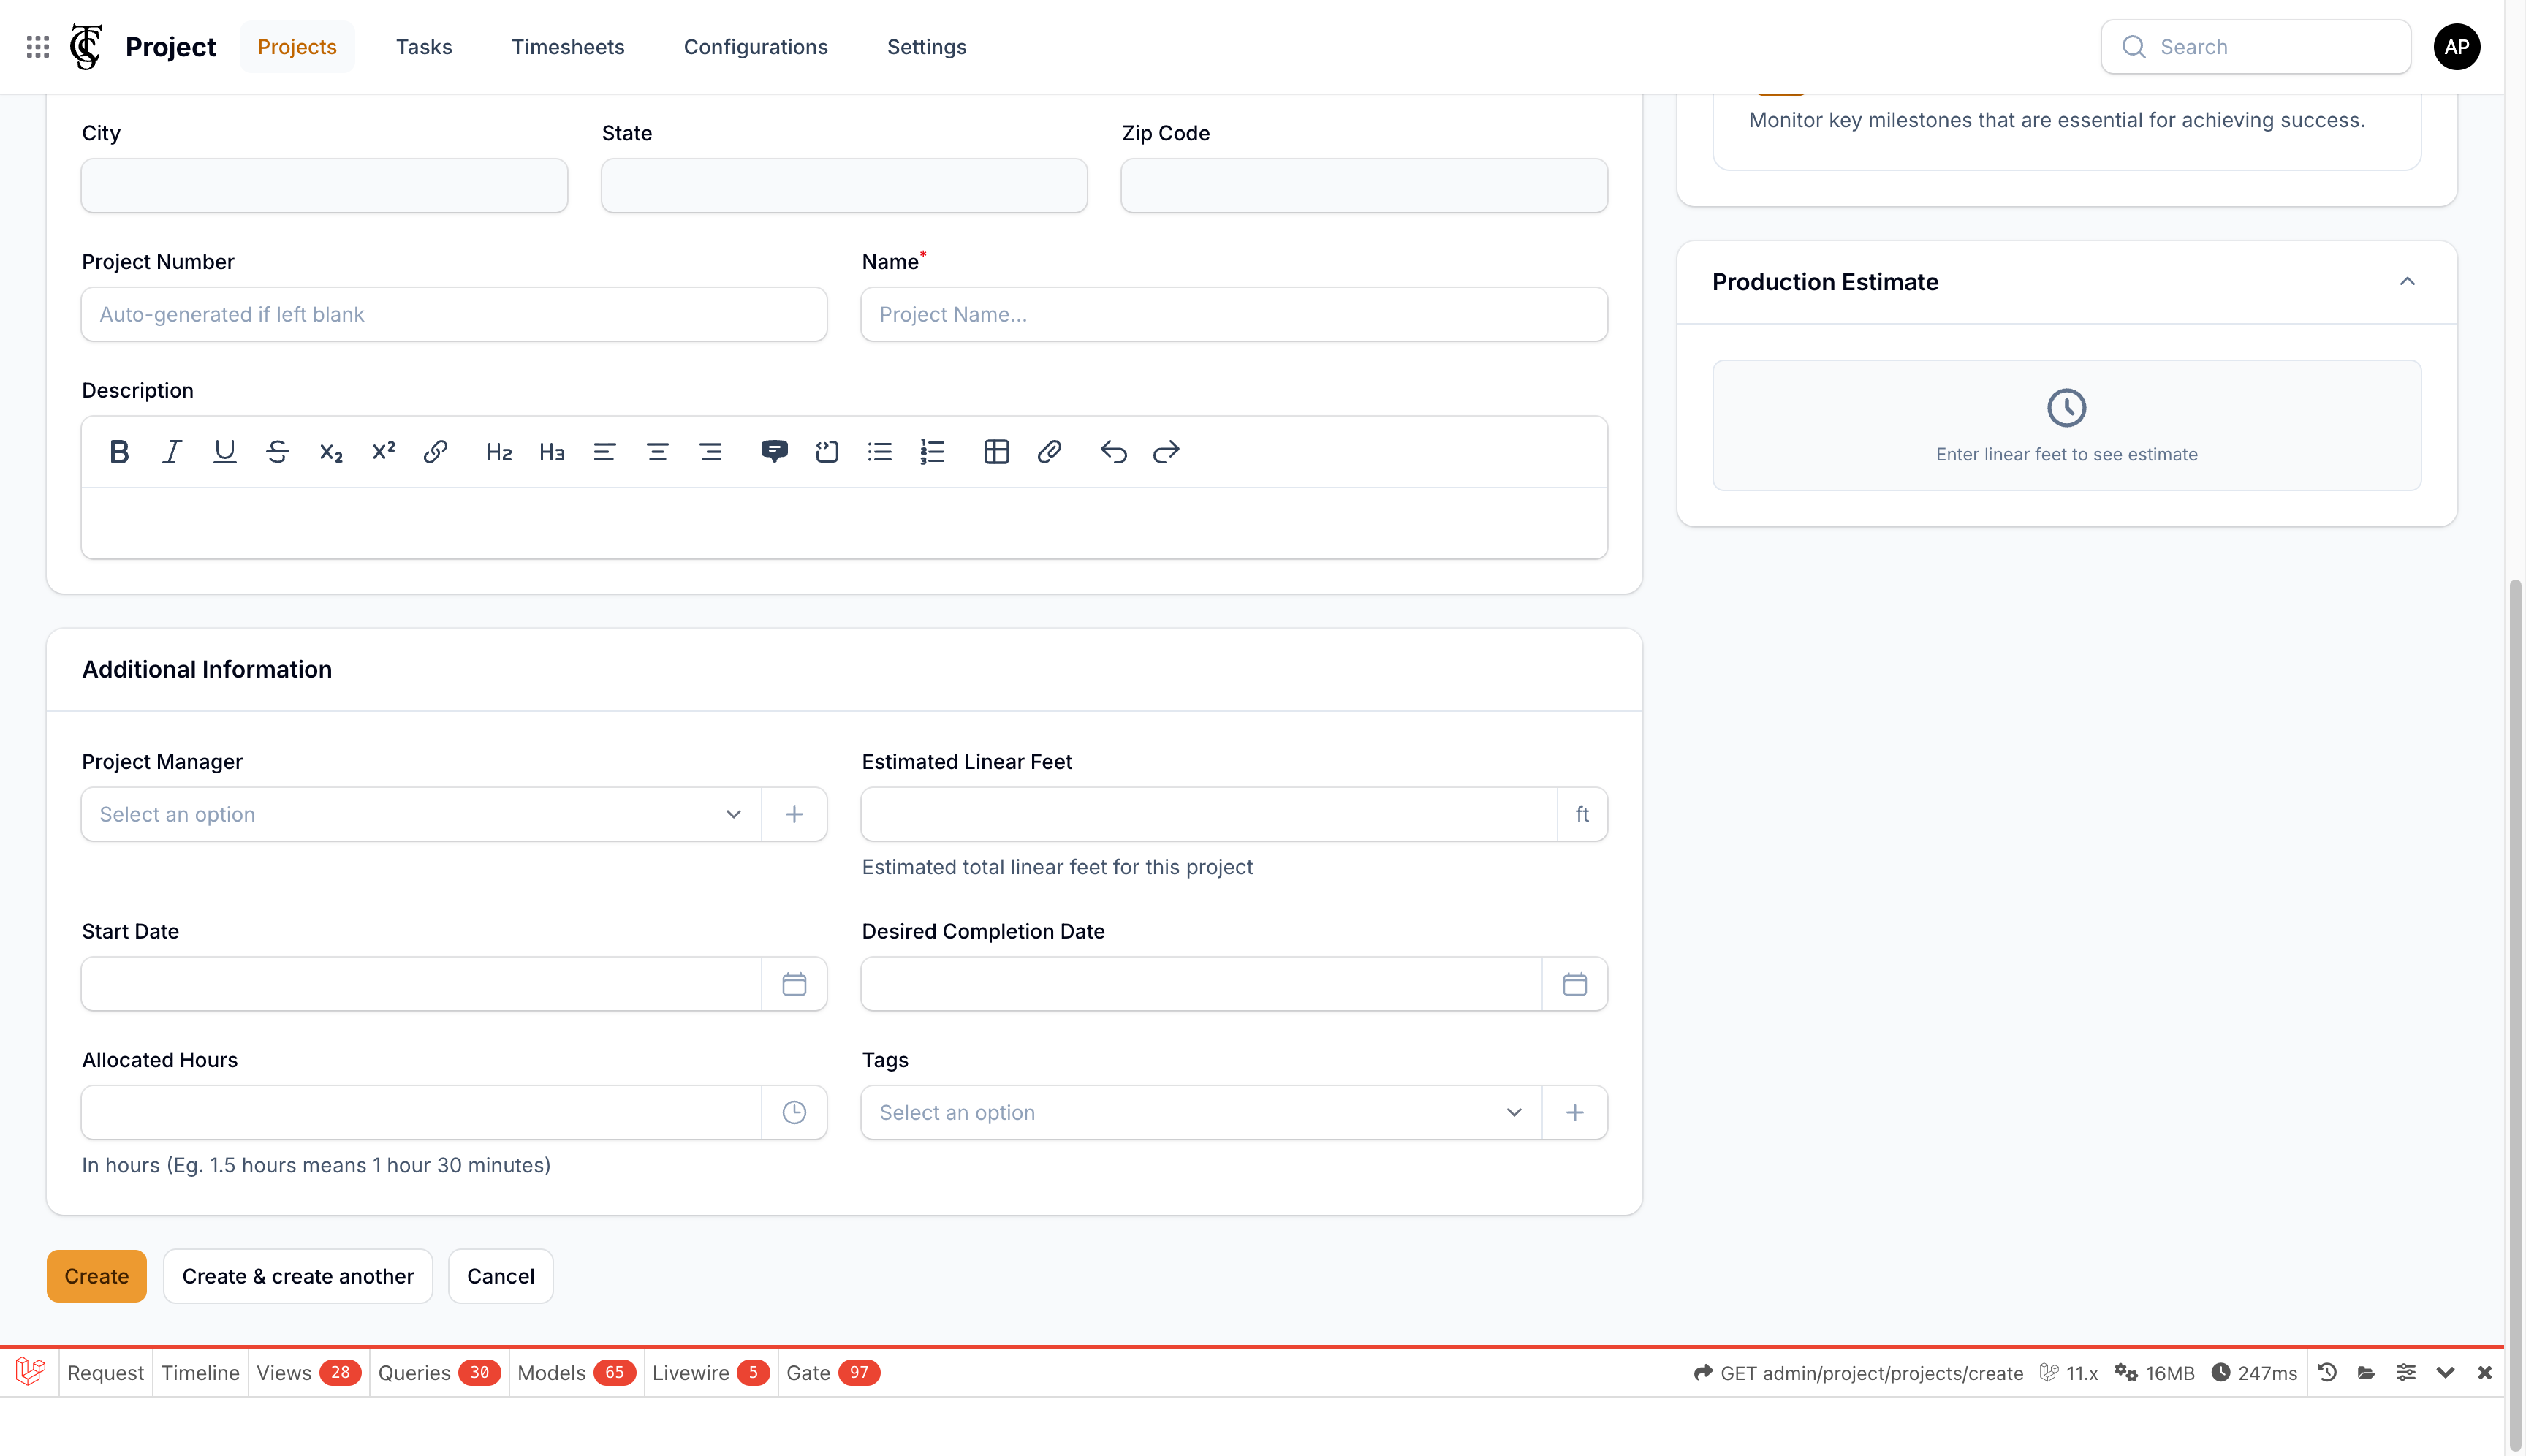 Project
Projects
Tasks
Timesheets
Configurations
Settings
Search
AP
City
State
Zip Code
Project Number
Name*
Auto-generated if left blank
Project Name...
Description
B I U S x₂ x² H2 H3
Monitor key milestones that are essential for achieving success.
Production Estimate
Enter linear feet to see estimate
Additional Information
Project Manager
Estimated Linear Feet
Select an option
ft
Estimated total linear feet for this project
Start Date
Desired Completion Date
Allocated Hours
Tags
Select an option
In hours (Eg. 1.5 hours means 1 hour 30 minutes)
Create
Create & create another
Cancel
Request
Timeline
Views 28
Queries 30
Models 65
Livewire 5
Gate 97
GET admin/project/projects/create
11.x
16MB
247ms